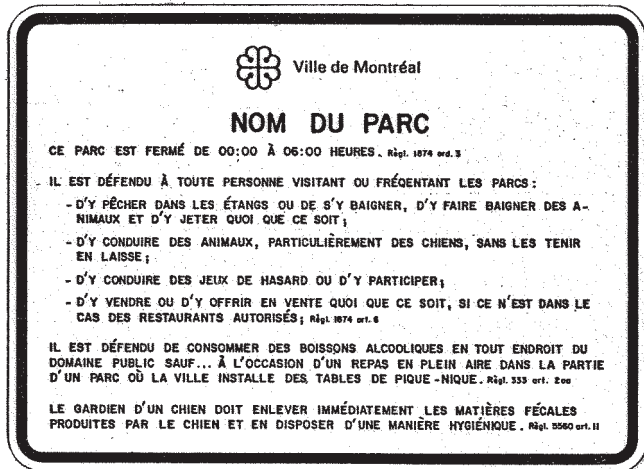 Ville de Montréal
NOM DU PARC
CE PARC EST FERMÉ DE 00:00 À 06:00 HEURES. Règl. 1874 ord. 3
IL EST DÉFENDU À TOUTE PERSONNE VISITANT OU FRÉQENTANT LES PARCS :
- D'Y PÊCHER DANS LES ÉTANGS OU DE S'Y BAIGNER, D'Y FAIRE BAIGNER DES A-
NIMAUX ET D'Y JETER QUOI QUE CE SOIT;
- D'Y CONDUIRE DES ANIMAUX, PARTICULIÈREMENT DES CHIENS, SANS LES TENIR
EN LAISSE;
- D'Y CONDUIRE DES JEUX DE HASARD OU D'Y PARTICIPER;
- D'Y VENDRE OU D'Y OFFRIR EN VENTE QUOI QUE CE SOIT, SI CE N'EST DANS LE
CAS DES RESTAURANTS AUTORISÉS; Règl. 1874 art. 6
IL EST DÉFENDU DE CONSOMMER DES BOISSONS ALCOOLIQUES EN TOUT ENDROIT DU
DOMAINE PUBLIC SAUF... À L'OCCASION D'UN REPAS EN PLEIN AIRE DANS LA PARTIE
D'UN PARC OÙ LA VILLE INSTALLE DES TABLES DE PIQUE-NIQUE. Règl. 333 art. 2aa
LE GARDIEN D'UN CHIEN DOIT ENLEVER IMMÉDIATEMENT LES MATIÈRES FÉCALES
PRODUITES PAR LE CHIEN ET EN DISPOSER D'UNE MANIÈRE HYGIÉNIQUE. Règl. 5560 art. 11